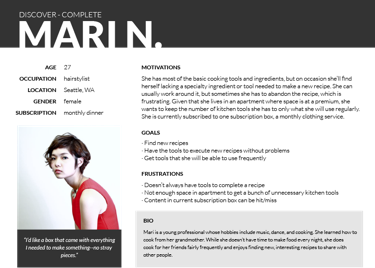 DISCOVER - COMPLETE
MARI N.
AGE 27
OCCUPATION hairstylist
LOCATION Seattle, WA
GENDER female
SUBSCRIPTION monthly dinner
"I'd like a box that came with everything
I needed to make something--no stray
pieces."
MOTIVATIONS
She has most of the basic cooking tools and ingredients, but on occasion she'll find
herself lacking a specialty ingredient or tool needed to make a new recipe. She can
usually work around it, but sometimes she has to abandon the recipe, which is
frustrating. Given that she lives in an apartment where space is at a premium, she
wants to keep the number of kitchen tools she has to only what she will use regularly.
She is currently subscribed to one subscription box, a monthly clothing service.
GOALS
- Find new recipes
- Have the tools to execute new recipes without problems
- Get tools that she will be able to use frequently
FRUSTRATIONS
- Doesn't always have tools to complete a recipe
- Not enough space in apartment to get a bunch of unnecessary kitchen tools
- Content in current subscription box can be hit/miss
BIO
Mari is a young professional whose hobbies include music, dance, and cooking. She learned how to
cook from her grandmother. While she doesn't have time to make food every night, she does
cook for her friends fairly frequently and enjoys finding new, interesting recipes to share with
other people.